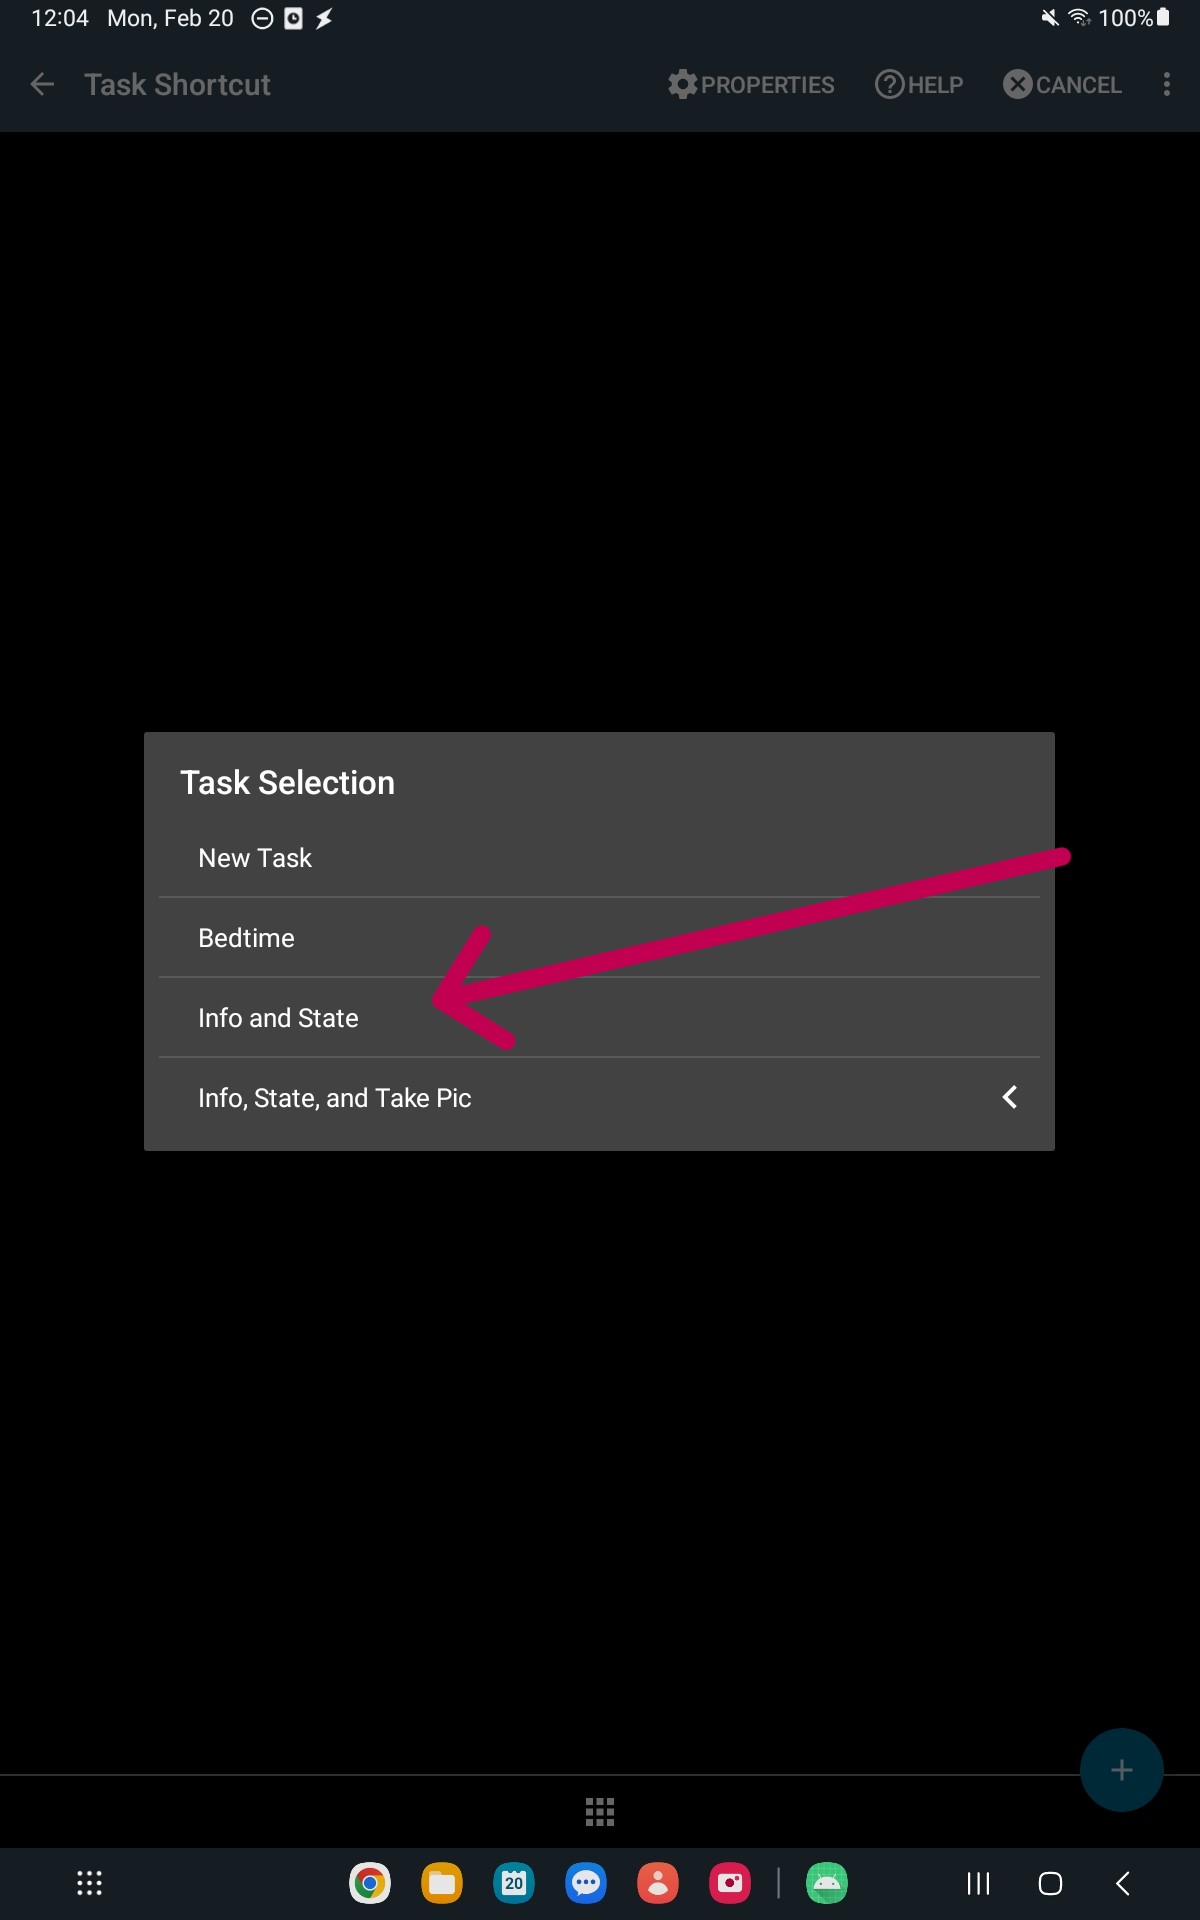 12:04 Mon, Feb 20 100%
Task Shortcut PROPERTIES HELP CANCEL
Task Selection
New Task
Bedtime
Info and State
Info, State, and Take Pic
20